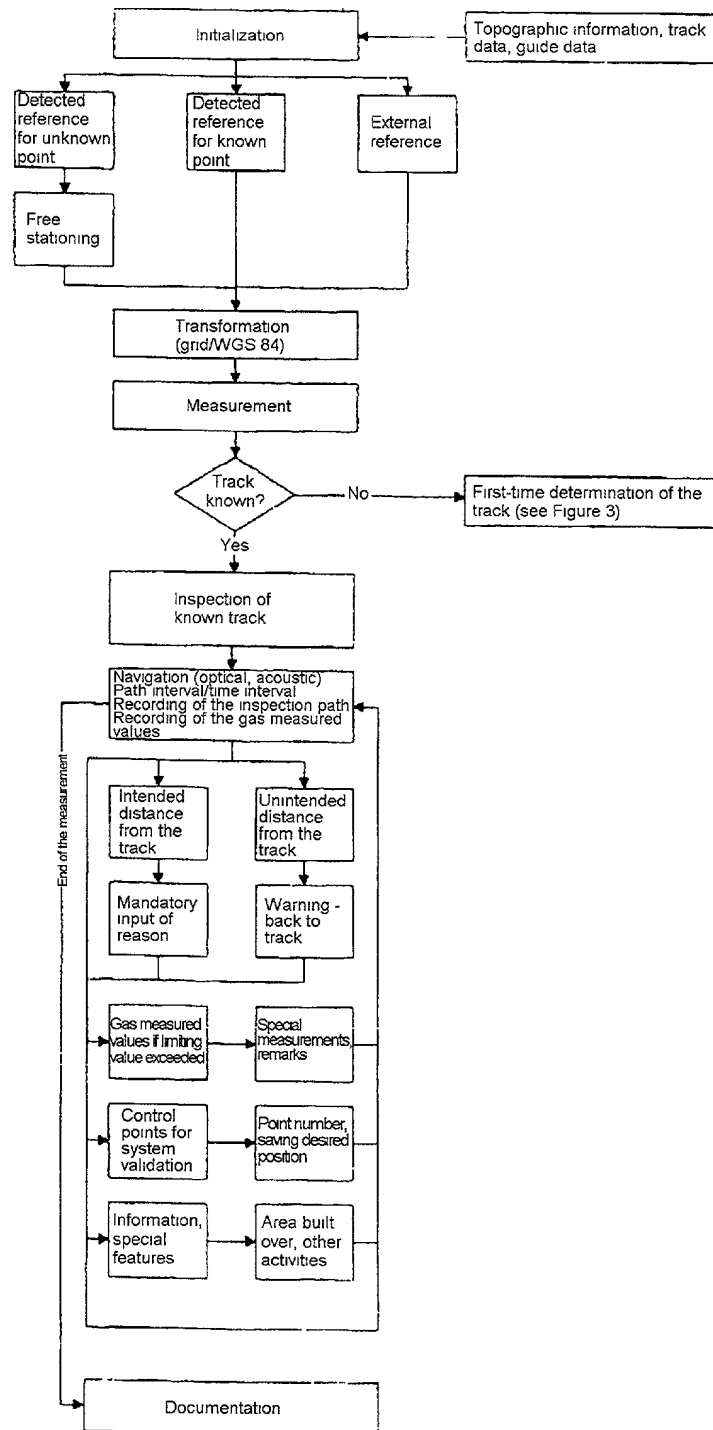 Initialization
Topographic information, track
data, guide data
Detected
reference
for unknown
point
Detected
reference
for known
point
External
reference
Free
stationing
Transformation
(grid/WGS 84)
Measurement
Track
known?
No
First-time determination of the
track (see Figure 3)
Yes
Inspection of
known track
Navigation (optical, acoustic)
Path interval/time interval
Recording of the inspection path
Recording of the gas measured
values
End of the measurement
Intended
distance
from the
track
Unintended
distance
from the
track
Mandatory
input of
reason
Warning -
back to
track
Gas measured
values if limiting
value exceeded
Special
measurements,
remarks
Control
points for
system
validation
Point number,
saving desired
position
Information,
special
features
Area built
over, other
activities
Documentation